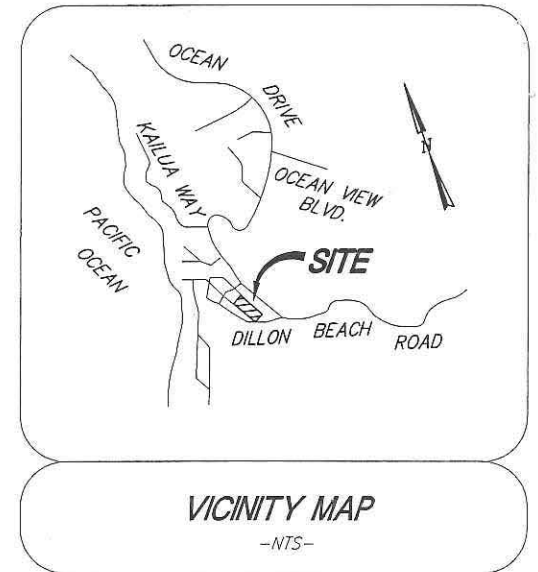 OCEAN
DRIVE
KAILUA WAY
N
OCEAN VIEW
BLVD.
PACIFIC
OCEAN
SITE
DILLON BEACH ROAD
VICINITY MAP
-NTS-